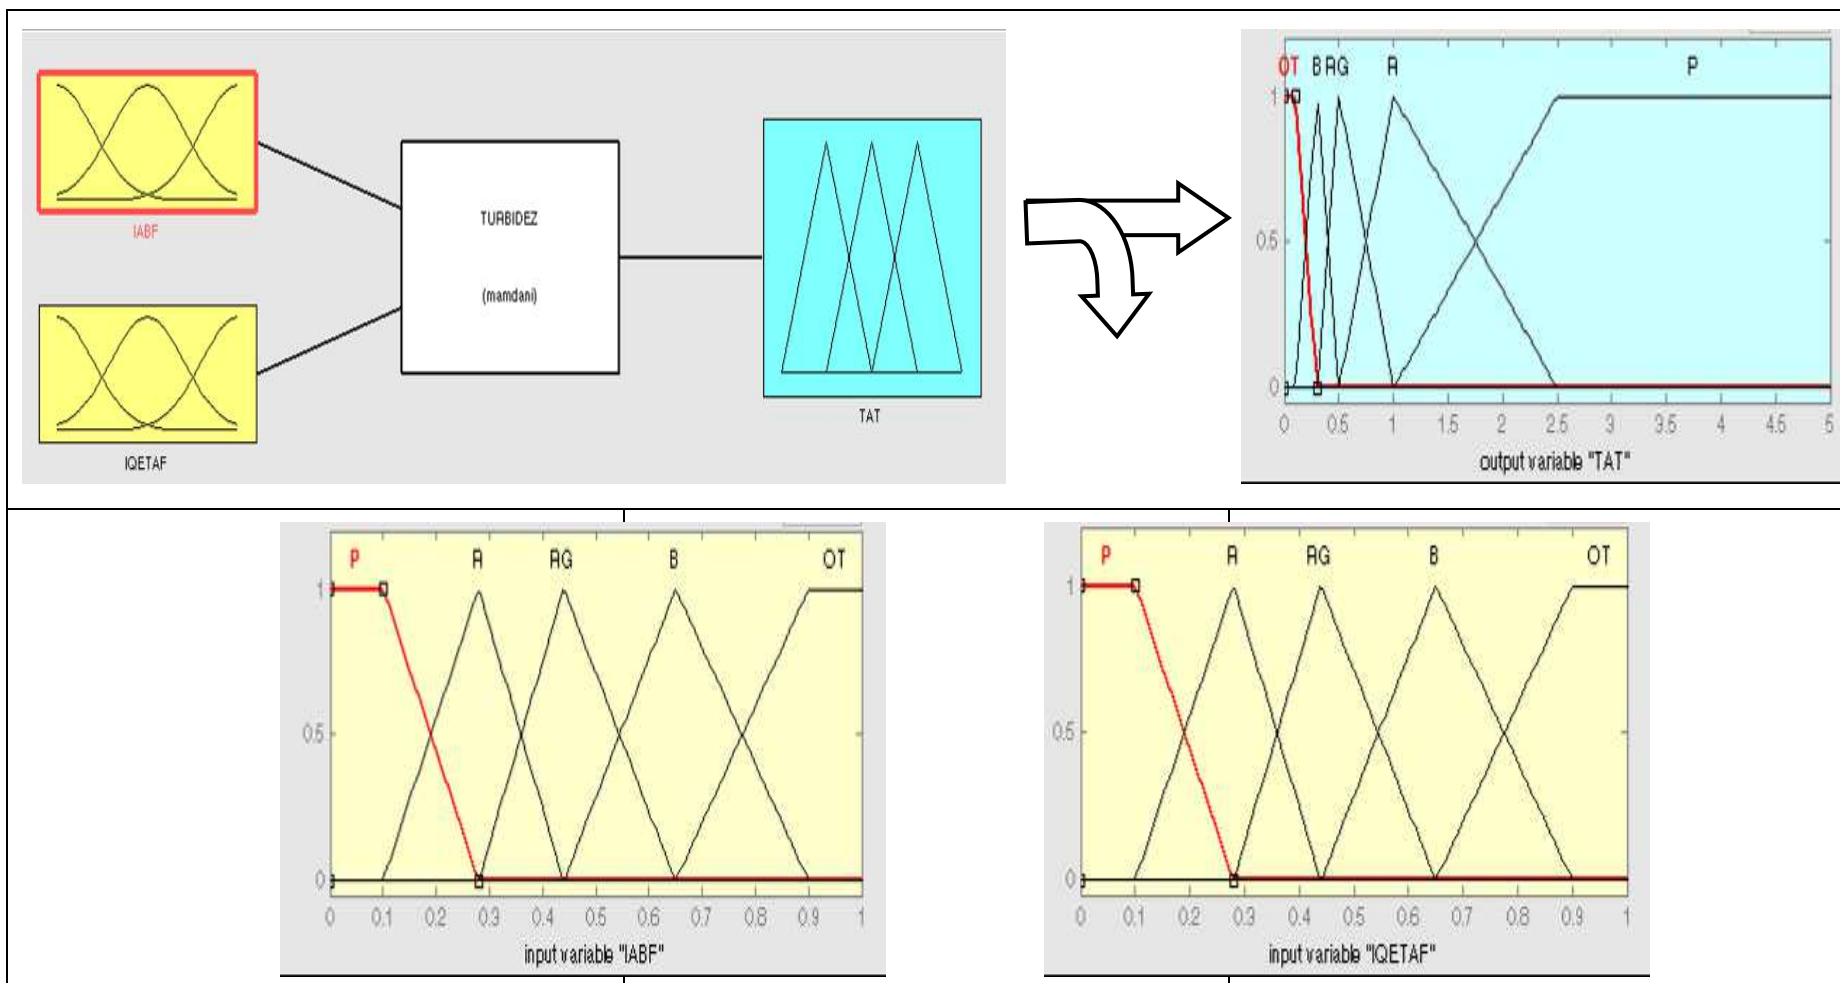 IABF
IQETAF
TURBIDEZ
(mamdani)
TAT
OT B RG R P
1
0.5
0
0 0.5 1 1.5 2 2.5 3 3.5 4 4.5 5
output variable "TAT"
P R RG B OT
1
0.5
0
0 0.1 0.2 0.3 0.4 0.5 0.6 0.7 0.8 0.9 1
input variable "IABF"
P R RG B OT
1
0.5
0
0 0.1 0.2 0.3 0.4 0.5 0.6 0.7 0.8 0.9 1
input variable "IQETAF"